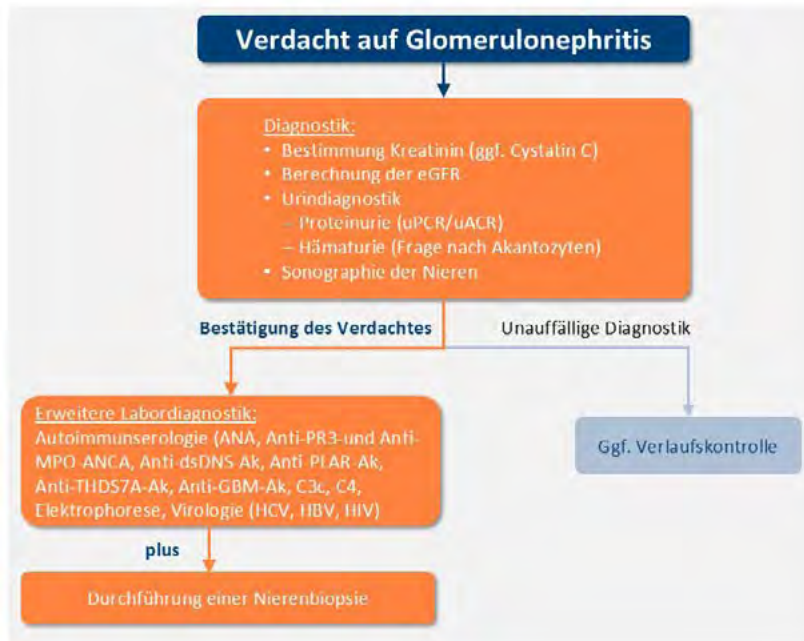 Verdacht auf Glomerulonephritis
Diagnostik:
• Bestimmung Kreatinin (ggf. Cystatin C)
• Berechnung der eGFR
• Urindiagnostik
– Proteinurie (uPCR/uACR)
– Hämaturie (Frage nach Akantozyten)
• Sonographie der Nieren
Bestätigung des Verdachtes
Unauffällige Diagnostik
Erweitere Labordiagnostik:
Autoimmunserologie (ANA, Anti-PR3-und Anti-
MPO-ANCA, Anti-dsDNS-Ak, Anti-PLAR-Ak,
Anti-THDS7A-Ak, Anti-GBM-Ak, C3c, C4,
Elektrophorese, Virologie (HCV, HBV, HIV)
Ggf. Verlaufskontrolle
plus
Durchführung einer Nierenbiopsie